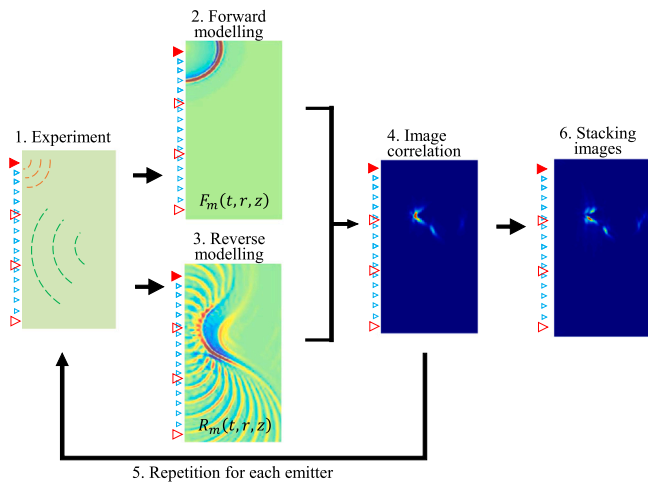 1. Experiment
2. Forward
modelling
F_m(t,r,z)
3. Reverse
modelling
R_m(t,r,z)
4. Image
correlation
5. Repetition for each emitter
6. Stacking
images